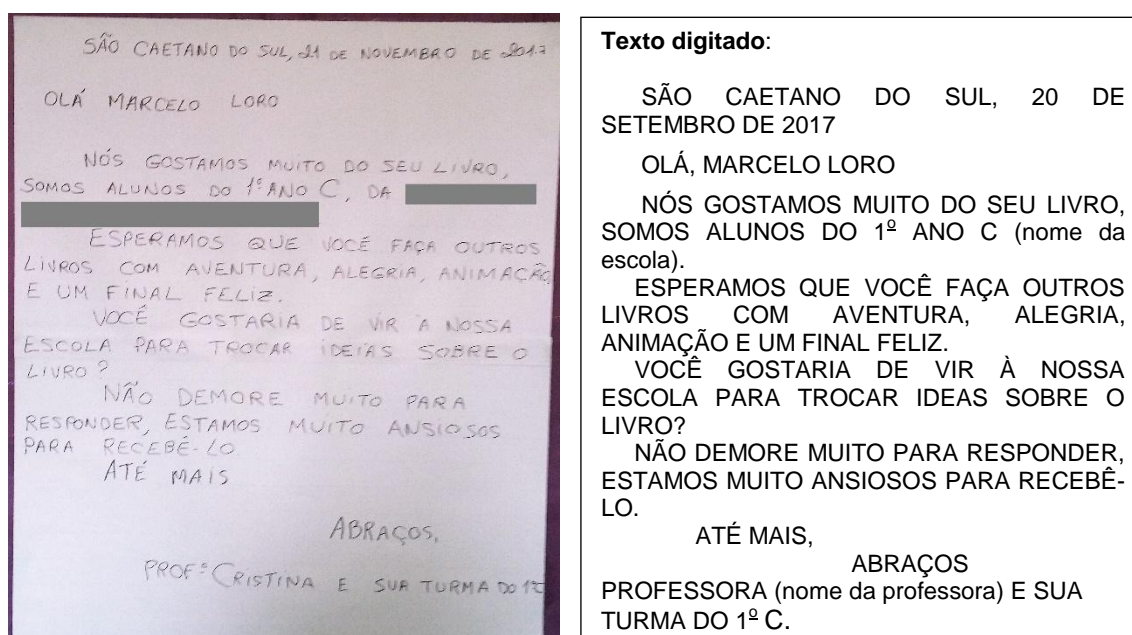 SÃO CAETANO DO SUL, 21 DE NOVEMBRO DE 2017
OLÁ MARCELO LORO
NÓS GOSTAMOS MUITO DO SEU LIVRO,
SOMOS ALUNOS DO 1º ANO C, DA
ESPERAMOS QUE VOCÊ FAÇA OUTROS
LIVROS COM AVENTURA, ALEGRIA, ANIMAÇÃO
E UM FINAL FELIZ.
VOCÊ GOSTARIA DE VIR À NOSSA
ESCOLA PARA TROCAR IDEIAS SOBRE O
LIVRO?
NÃO DEMORE MUITO PARA
RESPONDER, ESTAMOS MUITO ANSIOSOS
PARA RECEBÊ-LO.
ATÉ MAIS
ABRAÇOS,
PROFª CRISTINA E SUA TURMA DO 1º
Texto digitado:
SÃO CAETANO DO SUL, 20 DE
SETEMBRO DE 2017
OLÁ, MARCELO LORO
NÓS GOSTAMOS MUITO DO SEU LIVRO,
SOMOS ALUNOS DO 1º ANO C (nome da
escola).
ESPERAMOS QUE VOCÊ FAÇA OUTROS
LIVROS COM AVENTURA, ALEGRIA,
ANIMAÇÃO E UM FINAL FELIZ.
VOCÊ GOSTARIA DE VIR À NOSSA
ESCOLA PARA TROCAR IDEAS SOBRE O
LIVRO?
NÃO DEMORE MUITO PARA RESPONDER,
ESTAMOS MUITO ANSIOSOS PARA RECEBÊ-
LO.
ATÉ MAIS,
ABRAÇOS
PROFESSORA (nome da professora) E SUA
TURMA DO 1º C.